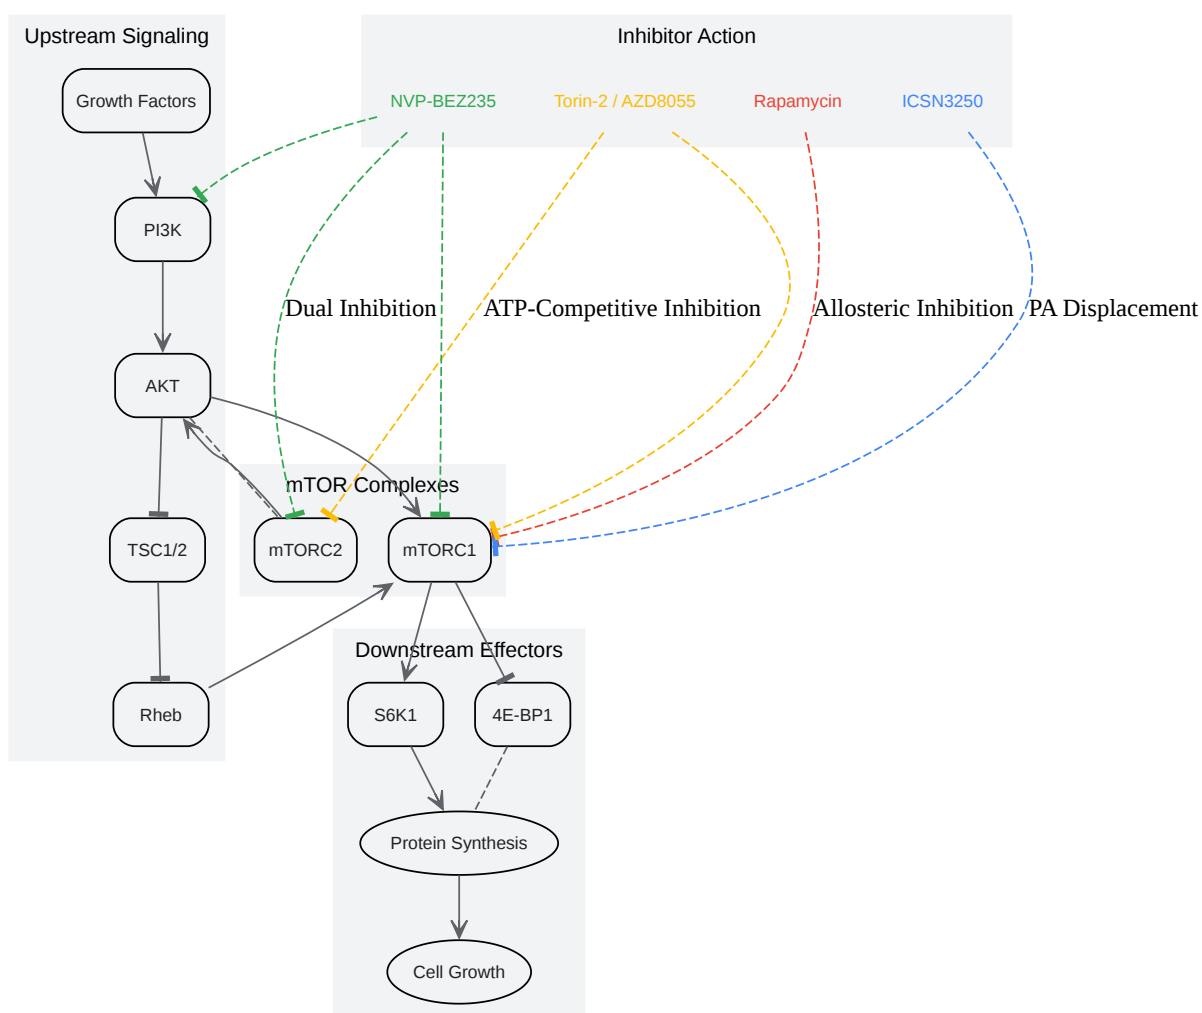 Upstream Signaling
Inhibitor Action
Growth Factors
NVP-BEZ235
Torin-2 / AZD8055
Rapamycin
ICSN3250
PI3K
Dual Inhibition
ATP-Competitive Inhibition
Allosteric Inhibition
PA Displacement
AKT
mTOR Complexes
TSC1/2
mTORC2
mTORC1
Downstream Effectors
Rheb
S6K1
4E-BP1
Protein Synthesis
Cell Growth